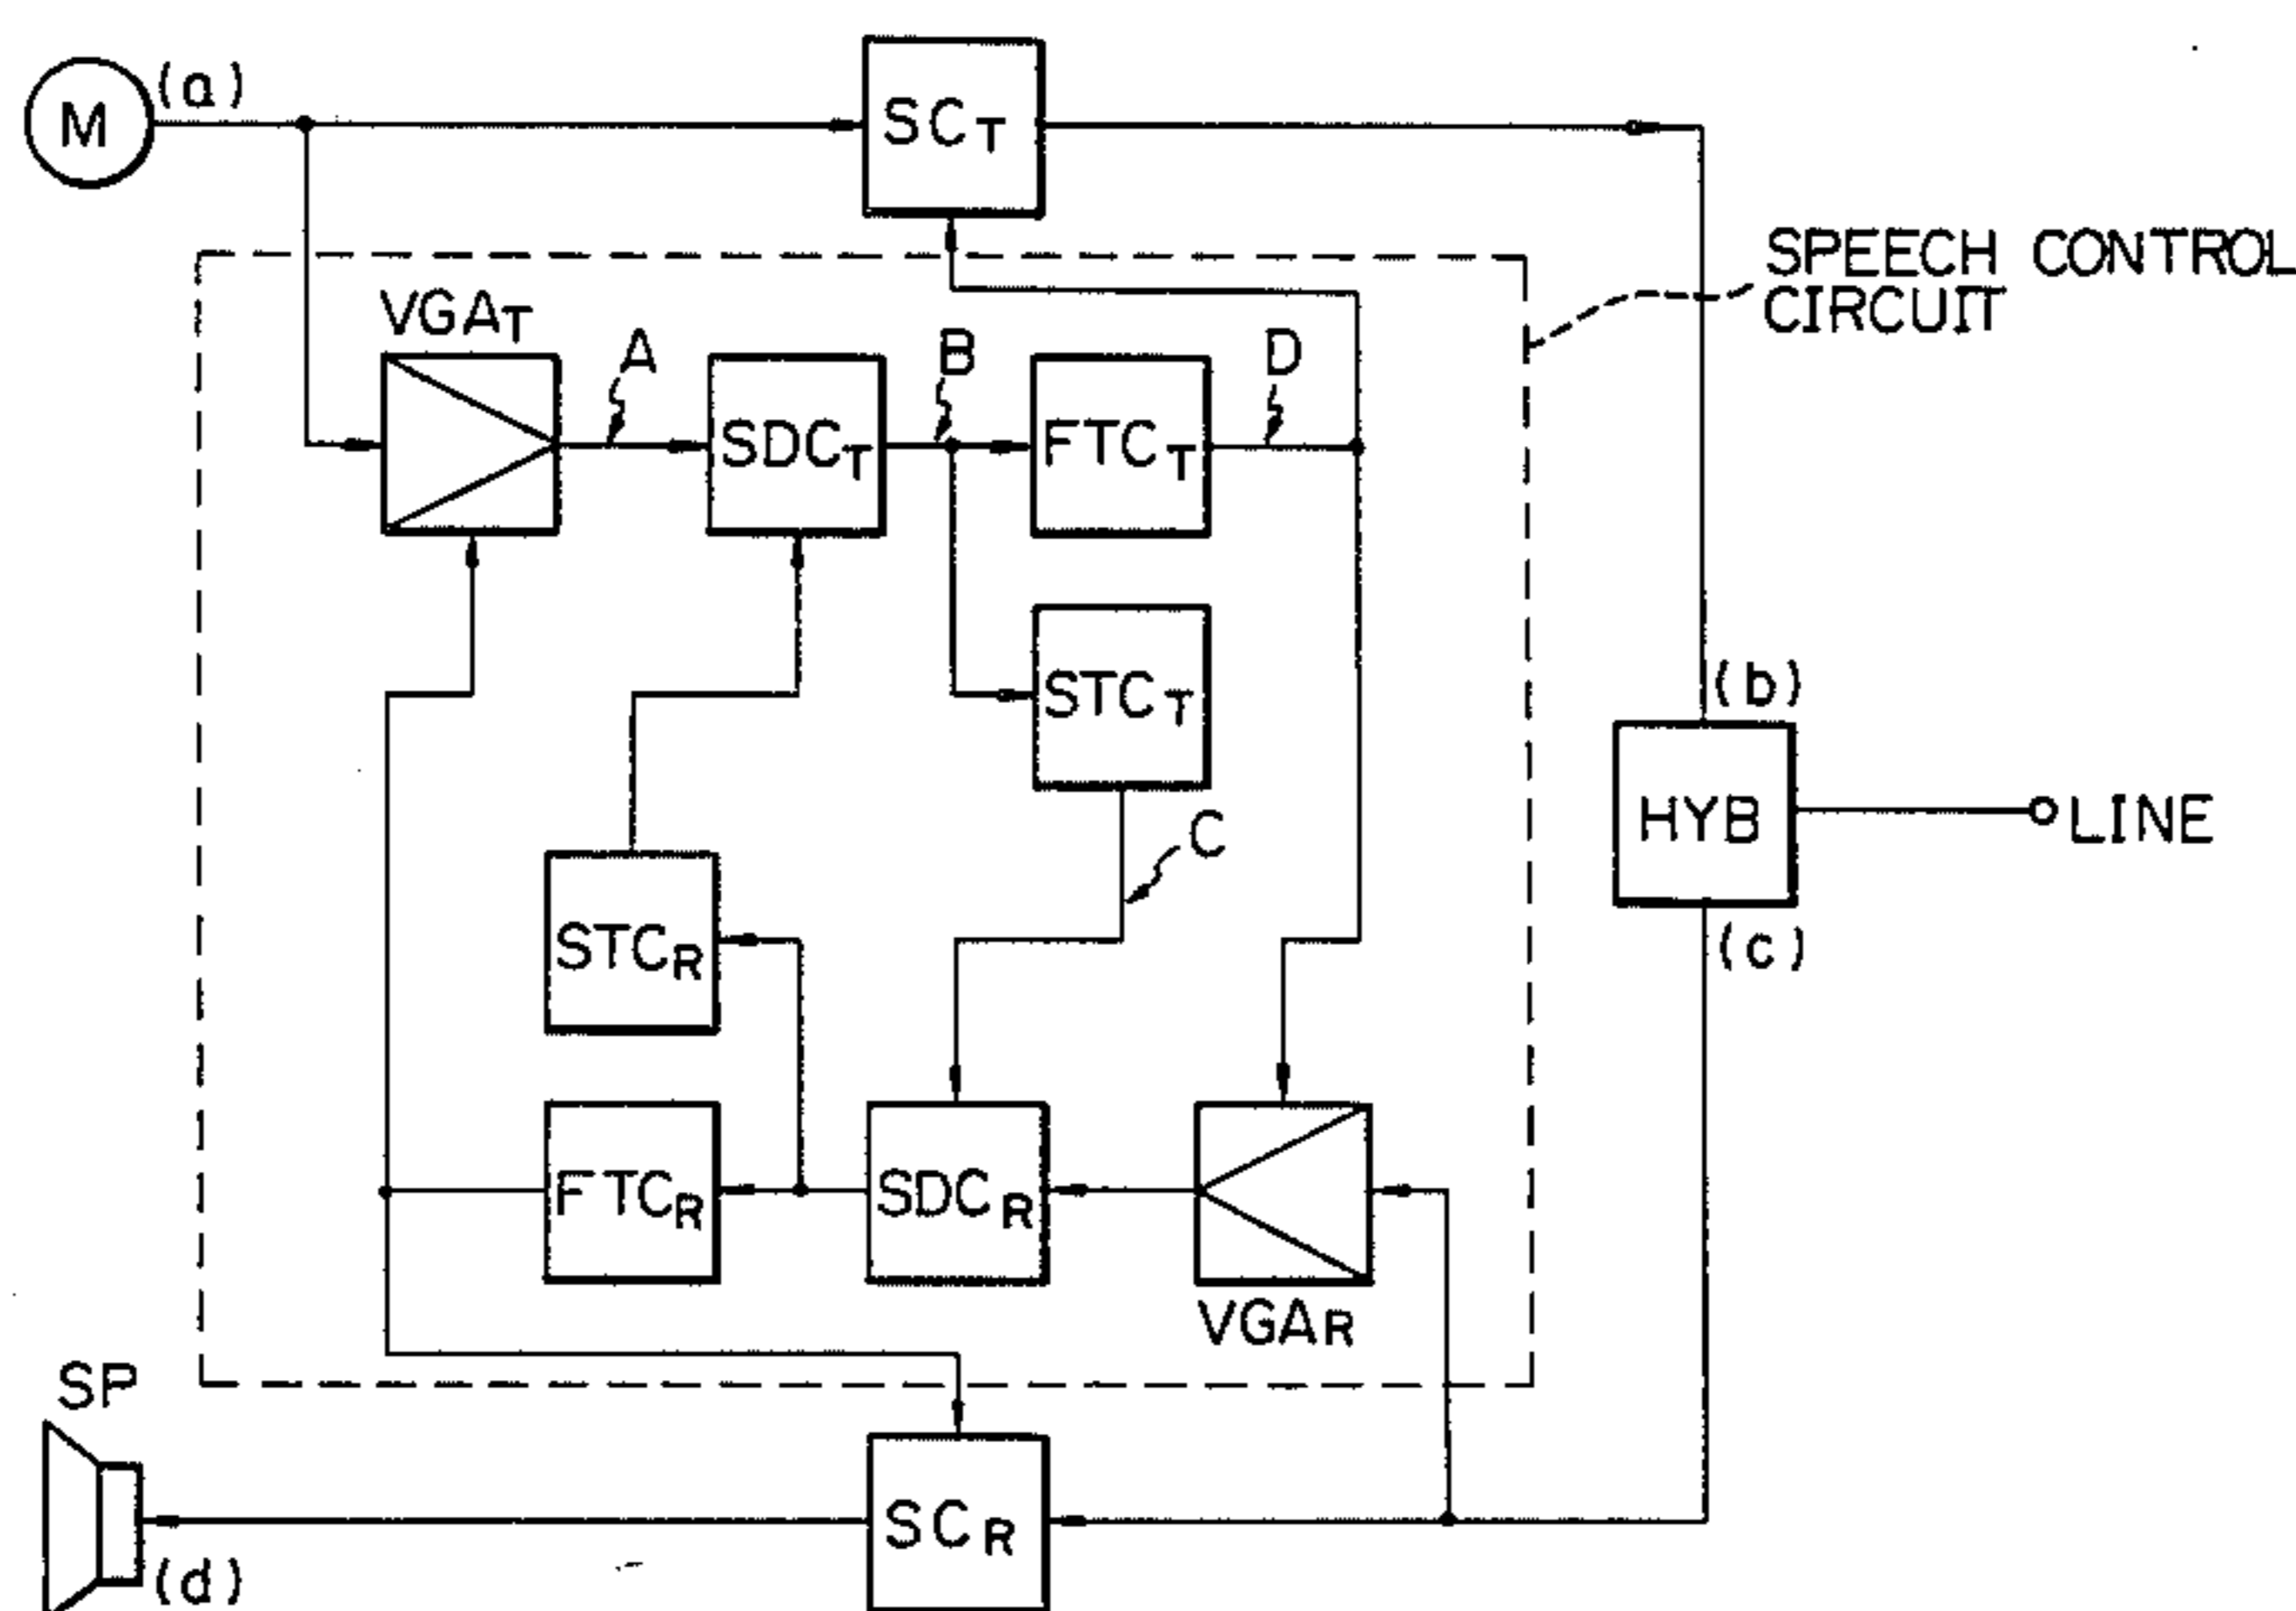 M
(a)
SCT
SPEECH CONTROL
CIRCUIT
VGAT
A
B
D
SDCT
FTCT
STCT
(b)
HYB
LINE
C
(c)
STCR
FTCR
SDCR
VGAR
SP
SCR
(d)